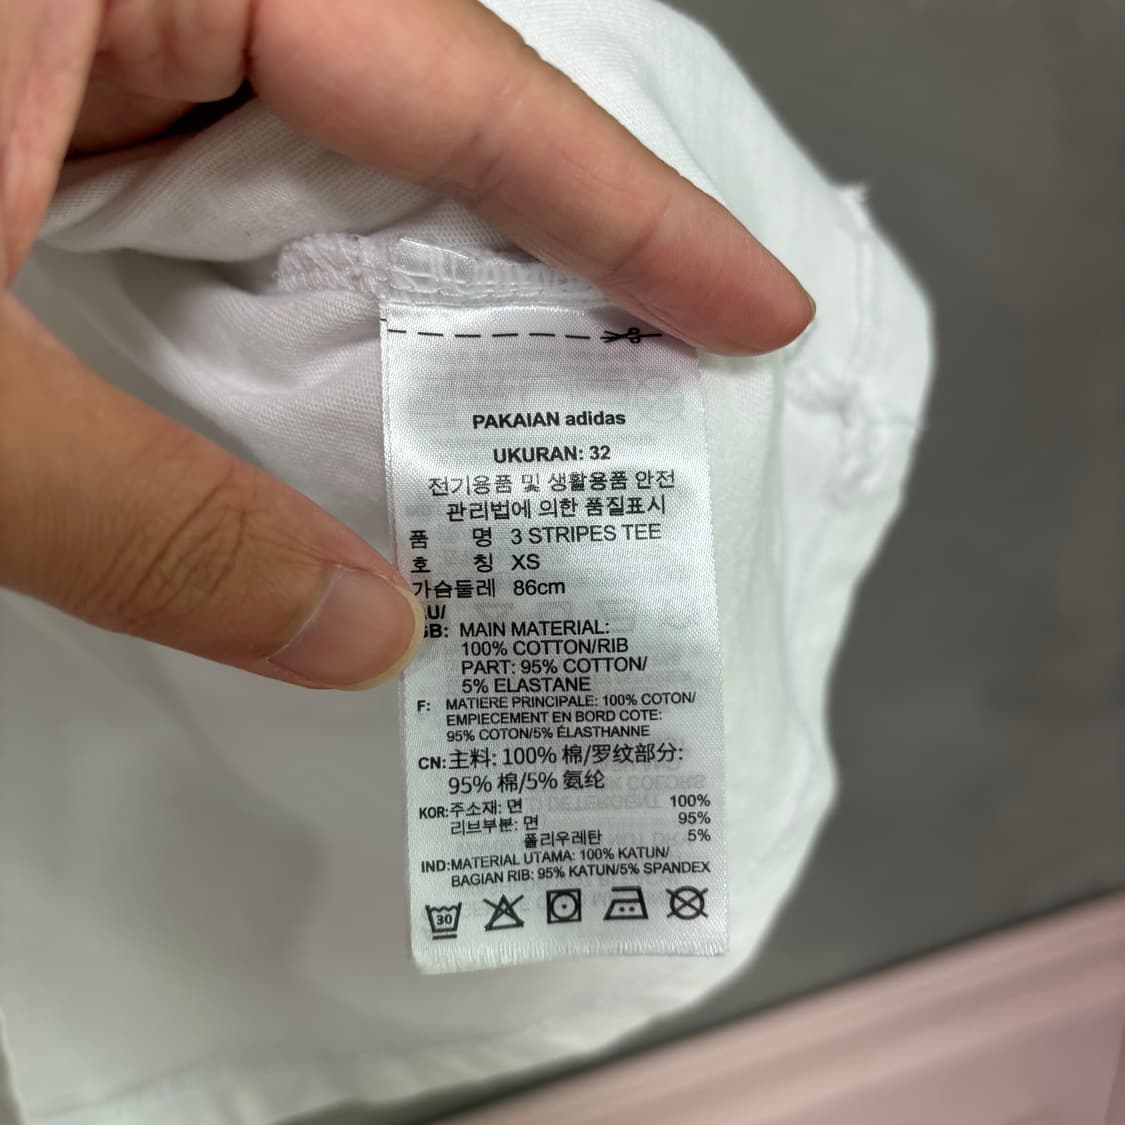 PAKAIAN adidas
UKURAN: 32
전기용품 및 생활용품 안전
관리법에 의한 품질표시
품 명 3 STRIPES TEE
호 칭 XS
가슴둘레 86cm
U/
B: MAIN MATERIAL:
100% COTTON/RIB
PART: 95% COTTON/
5% ELASTANE
F: MATIERE PRINCIPALE: 100% COTON/
EMPIECEMENT EN BORD COTE:
95% COTON/5% ÉLASTHANNE
CN: 主料: 100% 棉/罗纹部分:
95% 棉/5% 氨纶
KOR: 주소재: 면 100%
리브부분: 면 95%
폴리우레탄 5%
IND: MATERIAL UTAMA: 100% KATUN/
BAGIAN RIB: 95% KATUN/5% SPANDEX
30